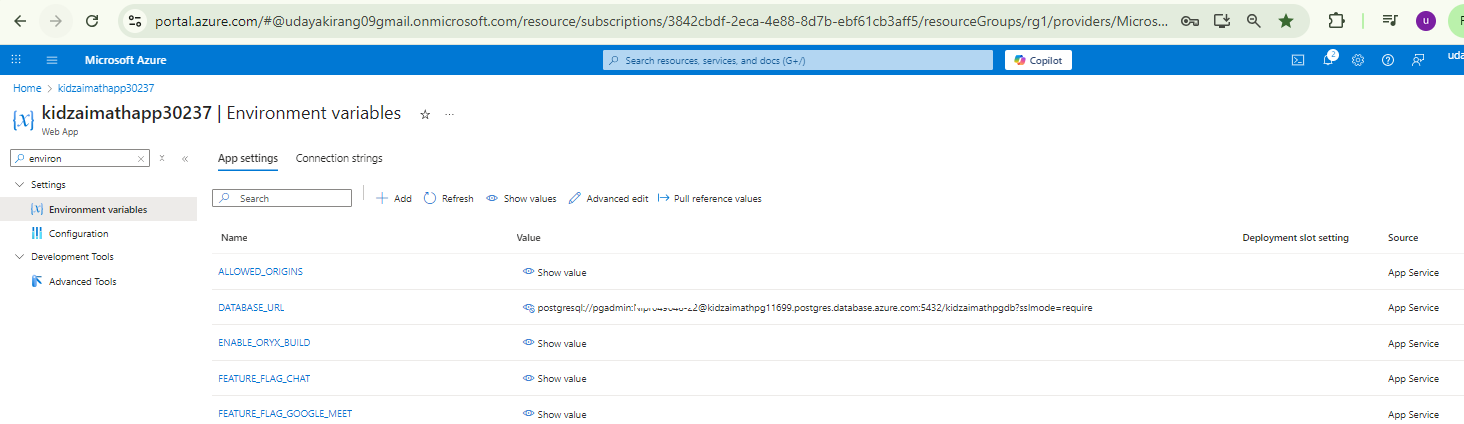 portal.azure.com/#@udayakirang09gmail.onmicrosoft.com/resource/subscriptions/3842cbdf-2eca-4e88-8d7b-ebf61cb3aff5/resourceGroups/rg1/providers/Micros...
u
Microsoft Azure
Search resources, services, and docs (G+/)
Copilot
2
uda
Home > kidzaimathapp30237
{x}
kidzaimathapp30237 | Environment variables
Web App
environ
App settings Connection strings
Settings
Environment variables
Configuration
Development Tools
Advanced Tools
Search
Add Refresh Show values Advanced edit Pull reference values
Name Value Deployment slot setting Source
ALLOWED_ORIGINS Show value App Service
DATABASE_URL postgresql://pgadmin: @kidzaimathpg11699.postgres.database.azure.com:5432/kidzaimathpgdb?sslmode=require App Service
ENABLE_ORYX_BUILD Show value App Service
FEATURE_FLAG_CHAT Show value App Service
FEATURE_FLAG_GOOGLE_MEET Show value App Service